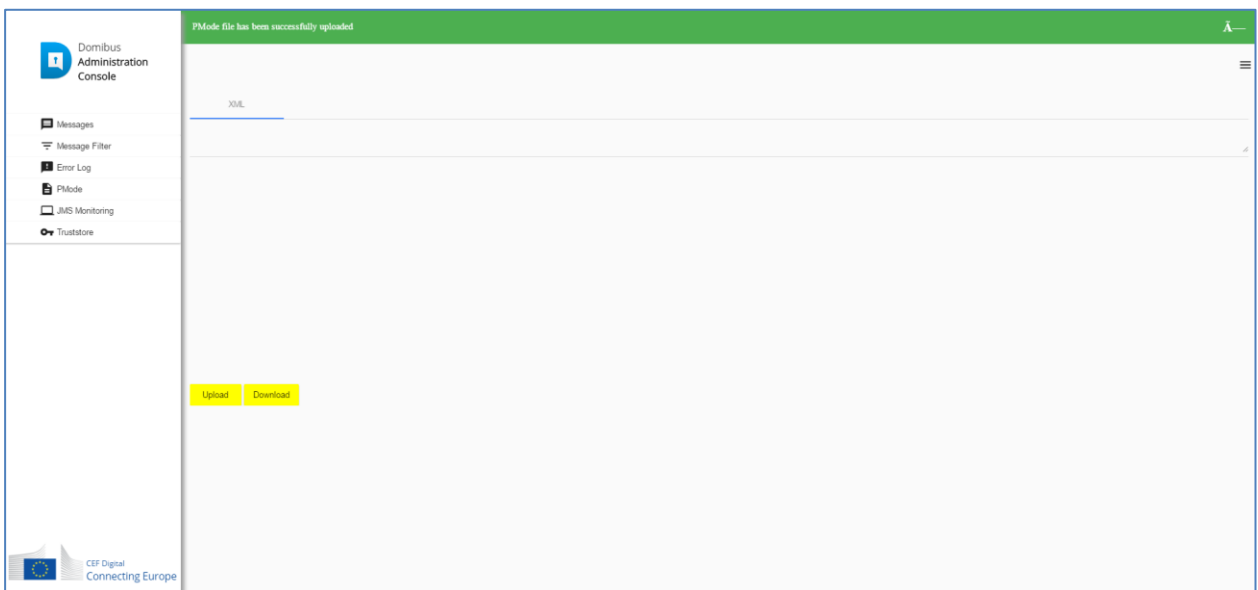 PMode file has been successfully uploaded
Ă—
Domibus
Administration
Console
XML
Messages
Message Filter
Error Log
PMode
JMS Monitoring
Truststore
Upload
Download
CEF Digital
Connecting Europe